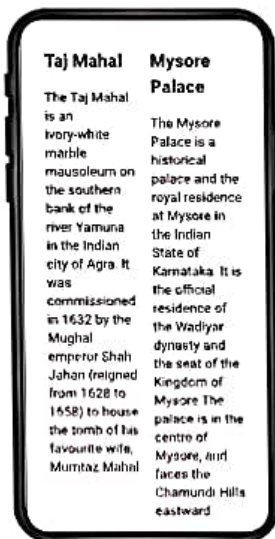 Taj Mahal
The Taj Mahal
is an
ivory-white
marble
mausoleum on
the southern
bank of the
river Yamuna
in the Indian
city of Agra. It
was
commissioned
in 1632 by the
Mughal
emperor Shah
Jahan (reigned
from 1628 to
1658) to house
the tomb of his
favourite wife,
Mumtaz Mahal
Mysore
Palace
The Mysore
Palace is a
historical
palace and the
royal residence
at Mysore in
the Indian
State of
Karnataka. It is
the official
residence of
the Wadiyar
dynasty and
the seat of the
Kingdom of
Mysore The
palace is in the
centre of
Mysore, and
faces the
Chamundi Hills
eastward